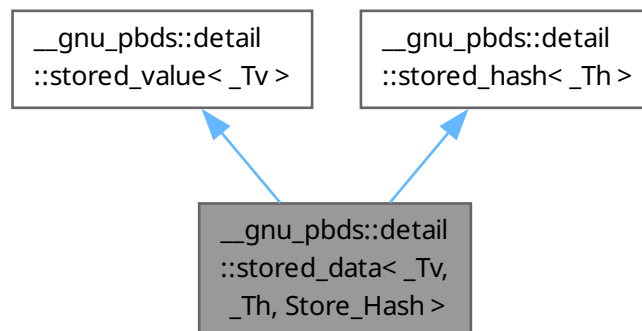 __gnu_pbds::detail
::stored_value< _Tv >
__gnu_pbds::detail
::stored_hash< _Th >
__gnu_pbds::detail
::stored_data< _Tv,
_Th, Store_Hash >